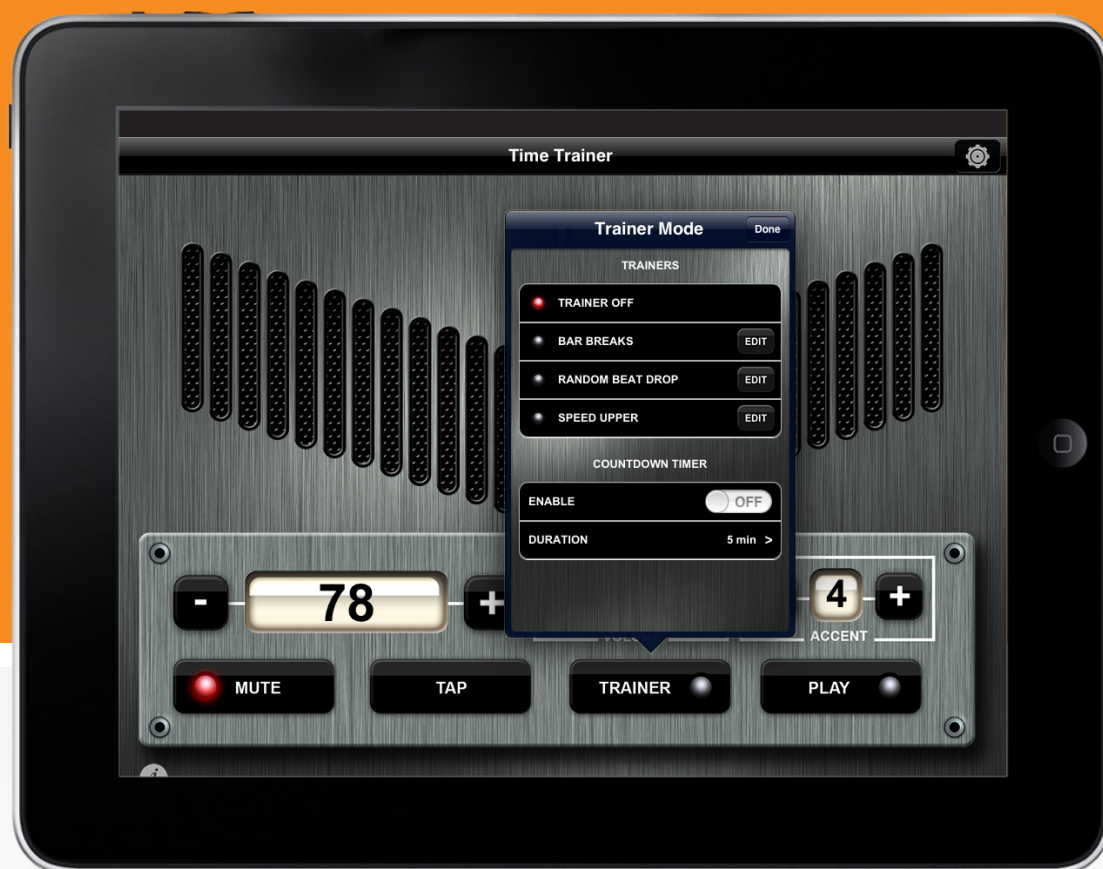 Time Trainer
Trainer Mode
Done
TRAINERS
TRAINER OFF
BAR BREAKS
EDIT
RANDOM BEAT DROP
EDIT
SPEED UPPER
EDIT
COUNTDOWN TIMER
ENABLE
OFF
DURATION
5 min >
- 78 +
4 +
ACCENT
MUTE
TAP
TRAINER
PLAY
i